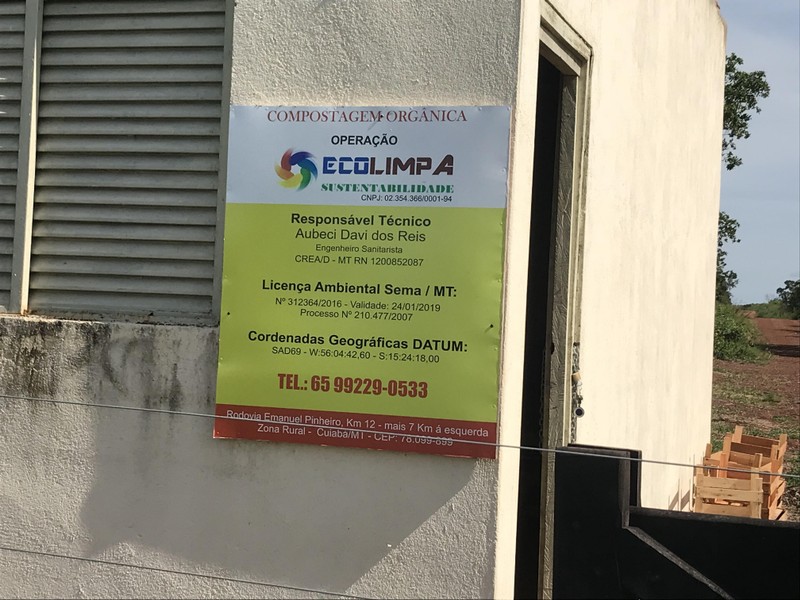 COMPOSTAGEM ORGÂNICA
OPERAÇÃO
ECOLIMPA
SUSTENTABILIDADE
CNPJ: 02.354.366/0001-94
Responsável Técnico
Aubeci Davi dos Reis
Engenheiro Sanitarista
CREA/D - MT RN 1200852087
Licença Ambiental Sema / MT:
Nº 312364/2016 - Validade: 24/01/2019
Processo Nº 210.477/2007
Cordenadas Geográficas DATUM:
SAD69 - W:56:04:42,60 - S:15:24:18,00
TEL.: 65 99229-0533
Rodovia Emanuel Pinheiro, Km 12 - mais 7 Km á esquerda
Zona Rural - Cuiabá/MT - CEP: 78.099-899